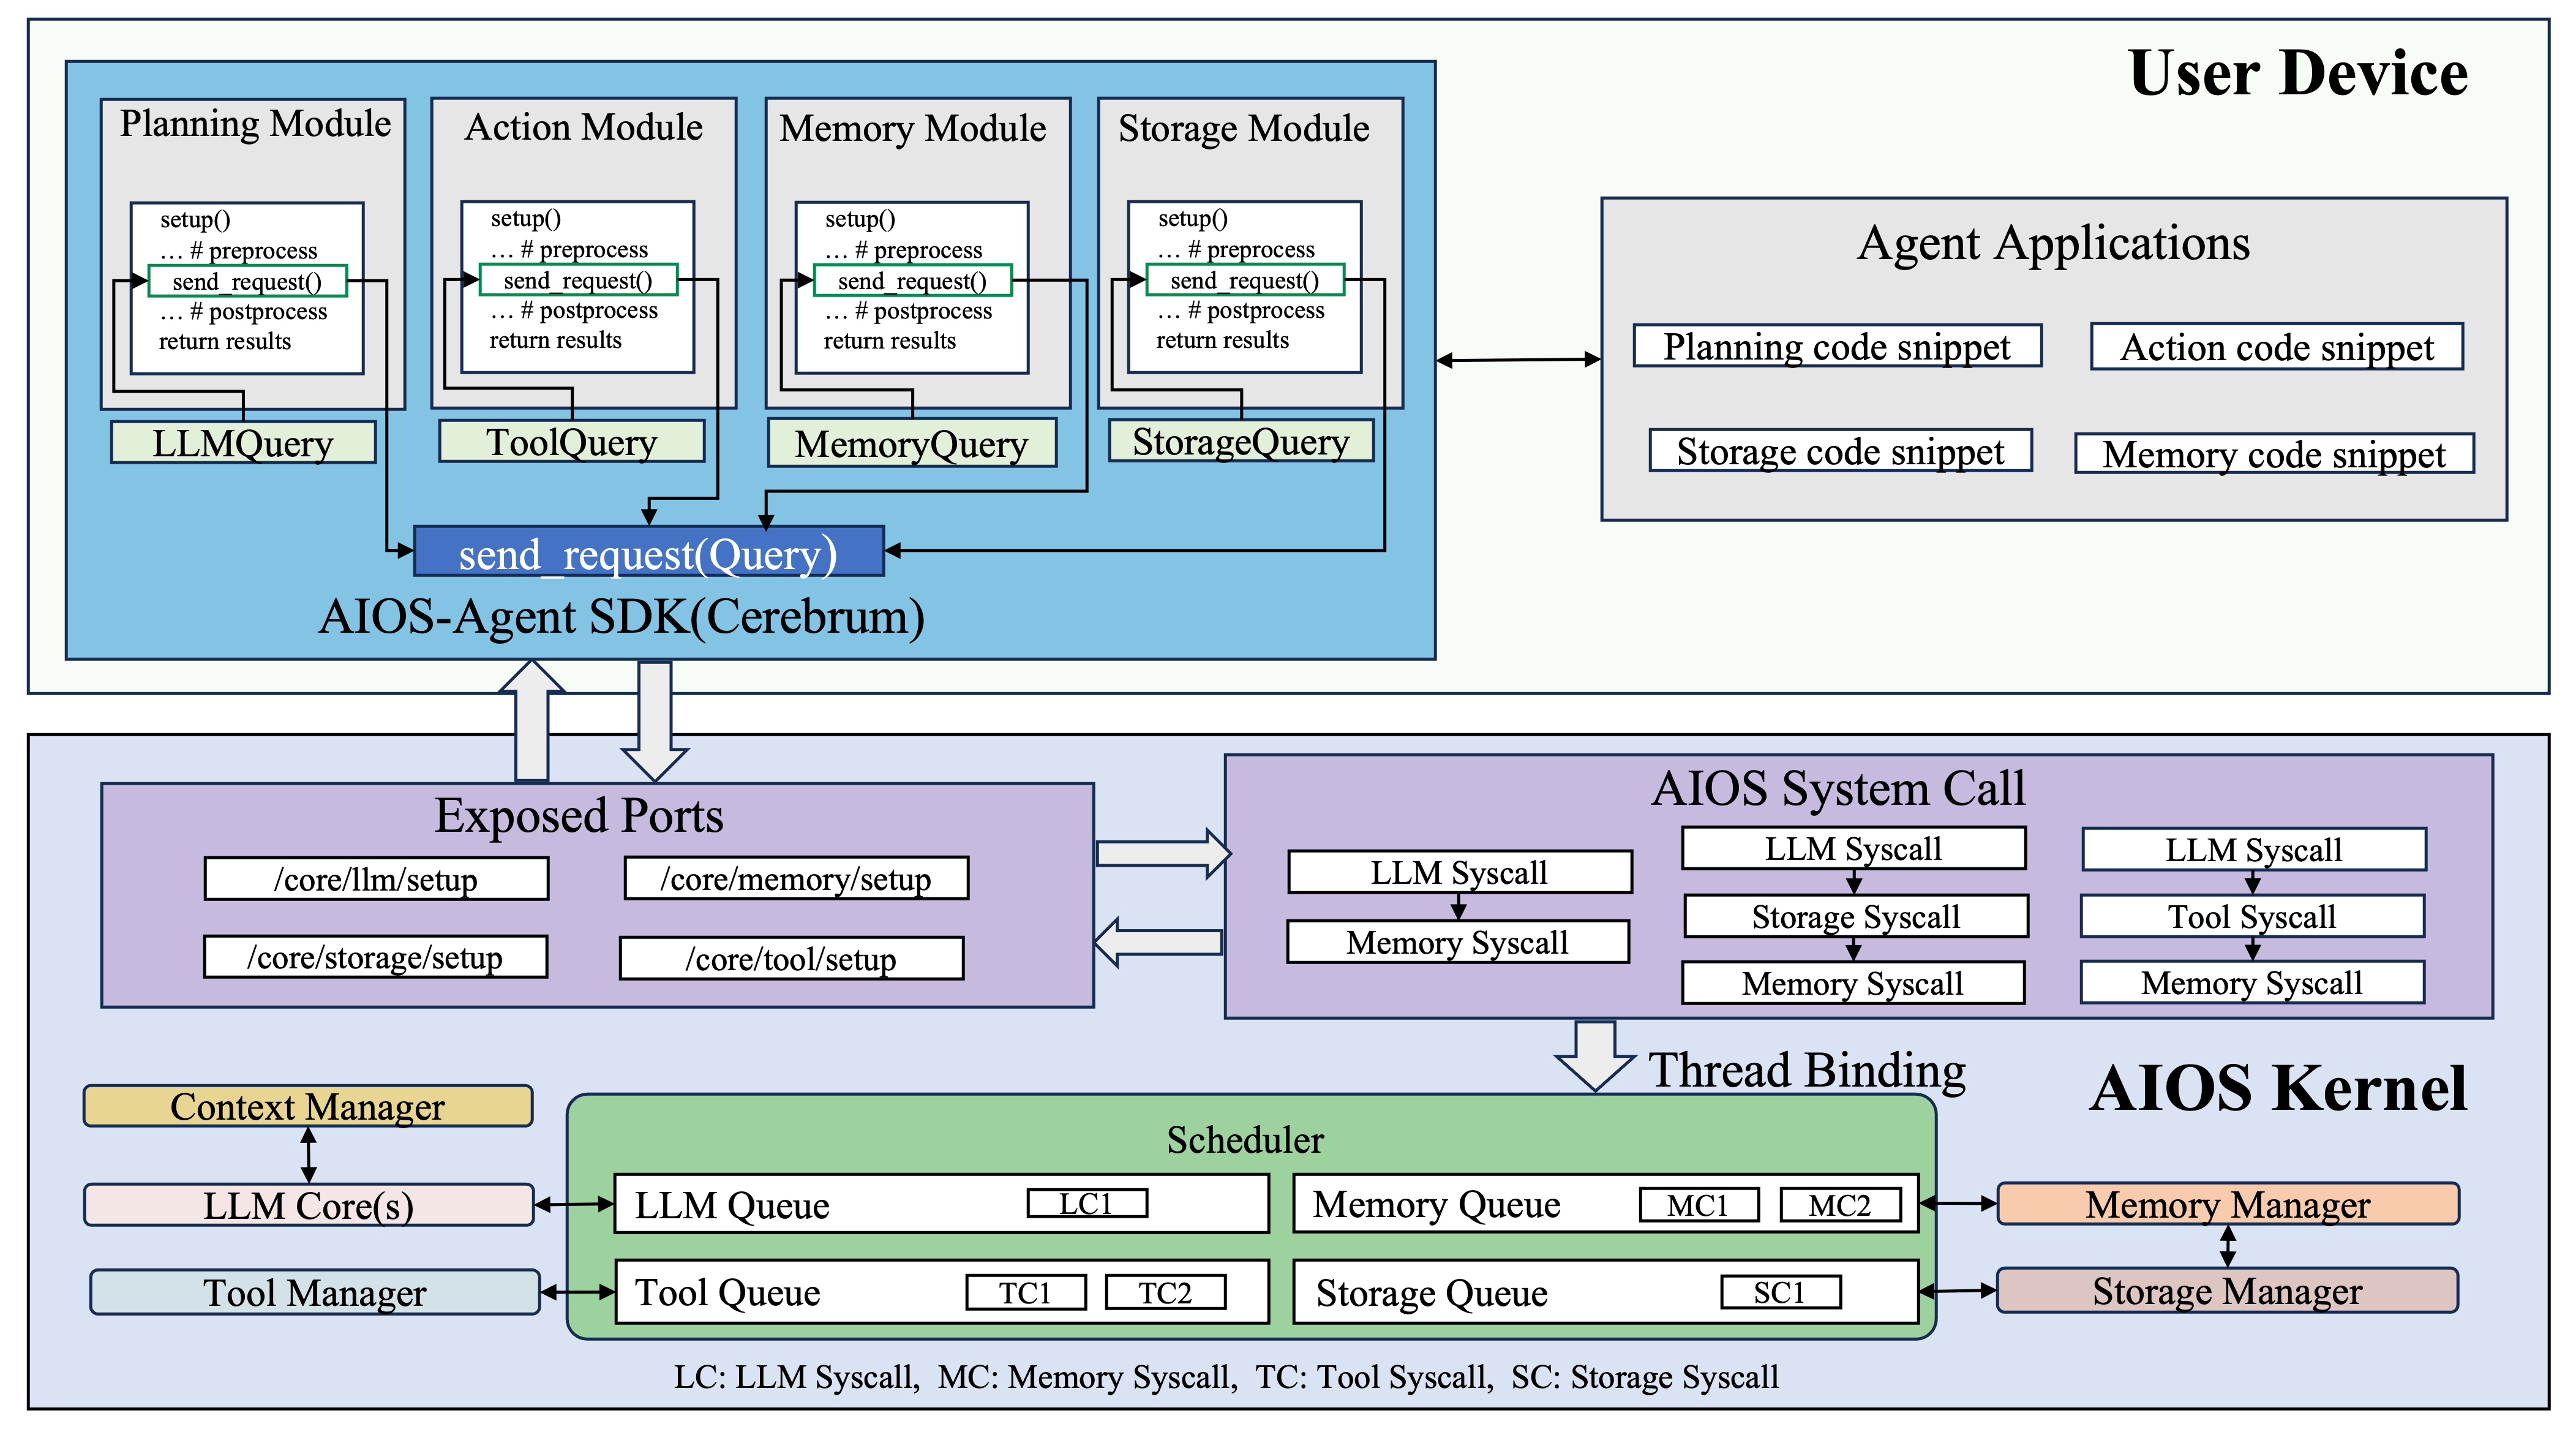 User Device
Planning Module
setup()
… # preprocess
send_request()
… # postprocess
return results
LLMQuery
Action Module
setup()
… # preprocess
send_request()
… # postprocess
return results
ToolQuery
Memory Module
setup()
… # preprocess
send_request()
… # postprocess
return results
MemoryQuery
Storage Module
setup()
… # preprocess
send_request()
… # postprocess
return results
StorageQuery
send_request(Query)
AIOS-Agent SDK(Cerebrum)
Agent Applications
Planning code snippet
Action code snippet
Storage code snippet
Memory code snippet
Exposed Ports
/core/llm/setup
/core/memory/setup
/core/storage/setup
/core/tool/setup
AIOS System Call
LLM Syscall
Memory Syscall
LLM Syscall
Storage Syscall
Memory Syscall
LLM Syscall
Tool Syscall
Memory Syscall
Thread Binding
AIOS Kernel
Context Manager
LLM Core(s)
Tool Manager
Scheduler
LLM Queue
LC1
Memory Queue
MC1
MC2
Tool Queue
TC1
TC2
Storage Queue
SC1
Memory Manager
Storage Manager
LC: LLM Syscall, MC: Memory Syscall, TC: Tool Syscall, SC: Storage Syscall